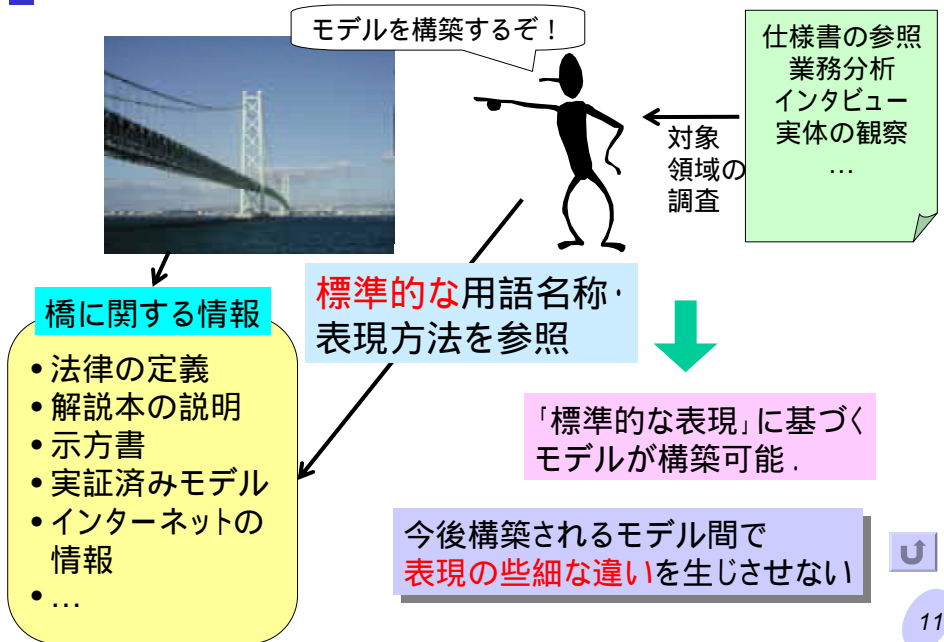 モデルを構築するぞ！
仕様書の参照
業務分析
インタビュー
実体の観察
…
対象
領域の
調査
標準的な用語名称・
表現方法を参照
橋に関する情報
•法律の定義
•解説本の説明
•示方書
•実証済みモデル
•インターネットの
情報
•…
「標準的な表現」に基づく
モデルが構築可能．
今後構築されるモデル間で
表現の些細な違いを生じさせない
11